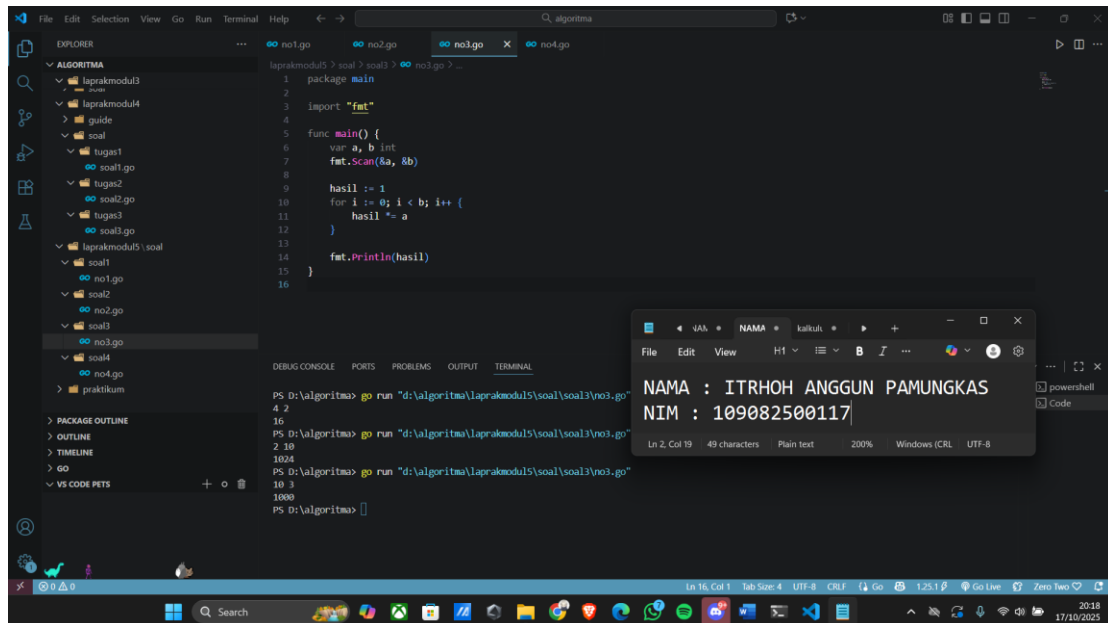 File Edit Selection View Go Run Terminal Help
algoritma
EXPLORER
no1.go no2.go no3.go no4.go
ALGORITMA
laprakmodul5 > soal > soal3 > no3.go > ...
laprakmodul3
soal
laprakmodul4
guide
soal
tugas1
soal1.go
tugas2
soal2.go
tugas3
soal3.go
laprakmodul5\soal
soal1
no1.go
soal2
no2.go
soal3
no3.go
soal4
no4.go
praktikum
PACKAGE OUTLINE
OUTLINE
TIMELINE
GO
VS CODE PETS
1 package main
2
3 import "fmt"
4
5 func main() {
6 var a, b int
7 fmt.Scan(&a, &b)
8
9 hasil := 1
10 for i := 0; i < b; i++ {
11 hasil *= a
12 }
13
14 fmt.Println(hasil)
15 }
16
DEBUG CONSOLE PORTS PROBLEMS OUTPUT TERMINAL
PS D:\algoritma> go run "d:\algoritma\laprakmodul5\soal\soal3\no3.go"
4 2
16
PS D:\algoritma> go run "d:\algoritma\laprakmodul5\soal\soal3\no3.go"
2 10
1024
PS D:\algoritma> go run "d:\algoritma\laprakmodul5\soal\soal3\no3.go"
10 3
1000
PS D:\algoritma>
powershell
Code
NAMA kalkul
File Edit View H1 B I ...
NAMA : ITRHOH ANGGUN PAMUNGKAS
NIM : 109082500117
Ln 2, Col 19 49 characters Plain text 200% Windows (CRL UTF-8
0 0 Ln 16, Col 1 Tab Size: 4 UTF-8 CRLF Go 1.25.1 Go Live Zero Two
Search
20:18
17/10/2025